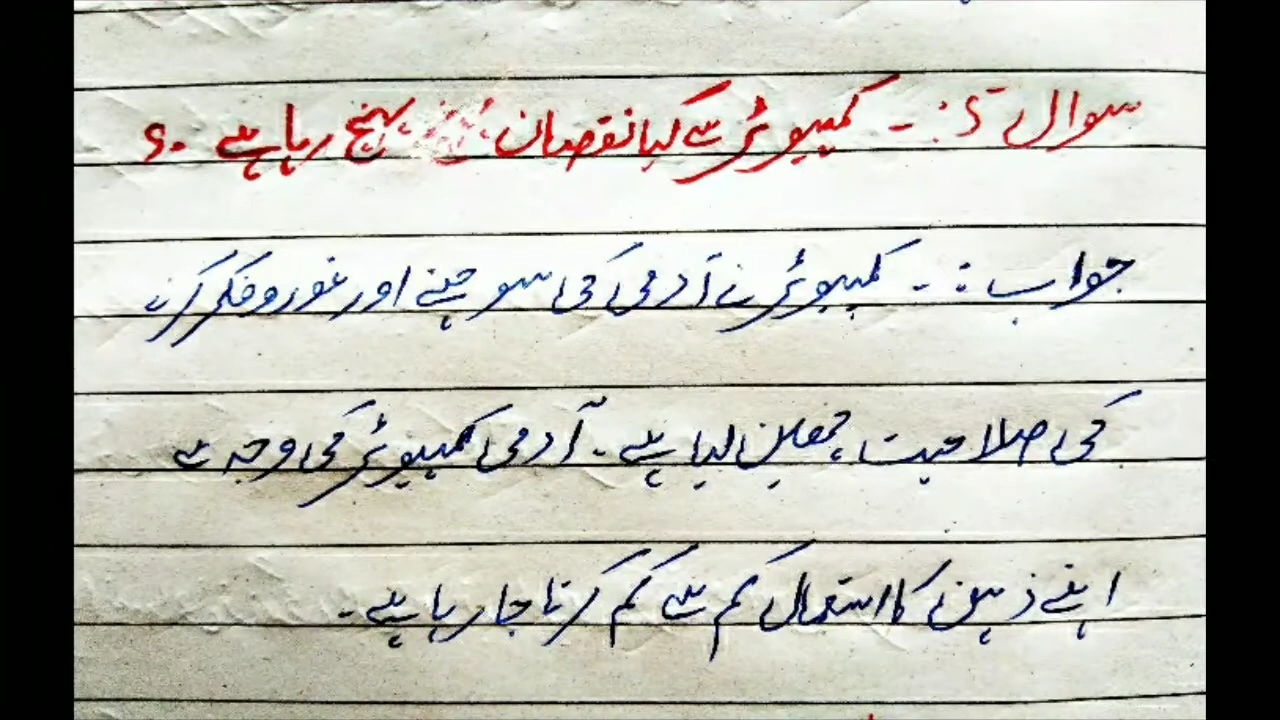 سوال ۵:۔ کمپیوٹر سے کیا نقصان پہنچ رہا ہے ۔؟
جواب :۔ کمپیوٹر نے آدمی کی سوچنے اور غور و فکر کرنے
کی صلاحیت چھین لیا ہے ۔ آدمی کمپیوٹر کی وجہ سے
اپنے ذہن کا استعمال کم سے کم کرتا جا رہا ہے ۔